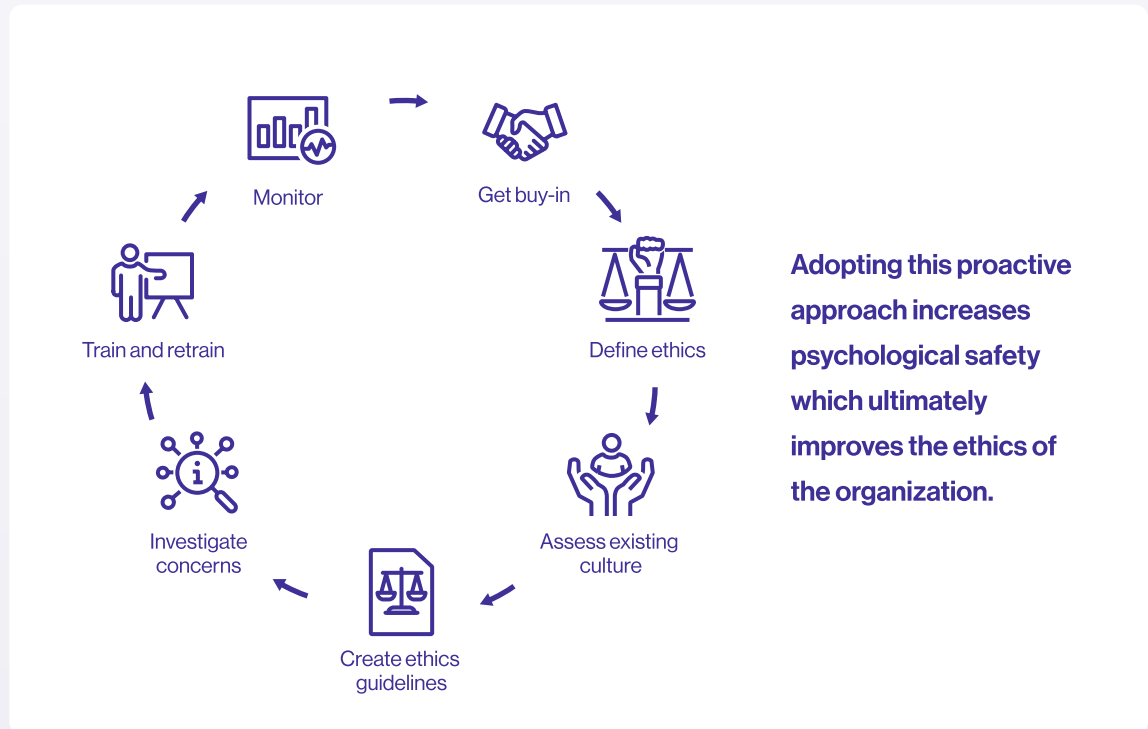 Monitor
Get buy-in
Define ethics
Assess existing
culture
Create ethics
guidelines
Investigate
concerns
Train and retrain
Adopting this proactive
approach increases
psychological safety
which ultimately
improves the ethics of
the organization.